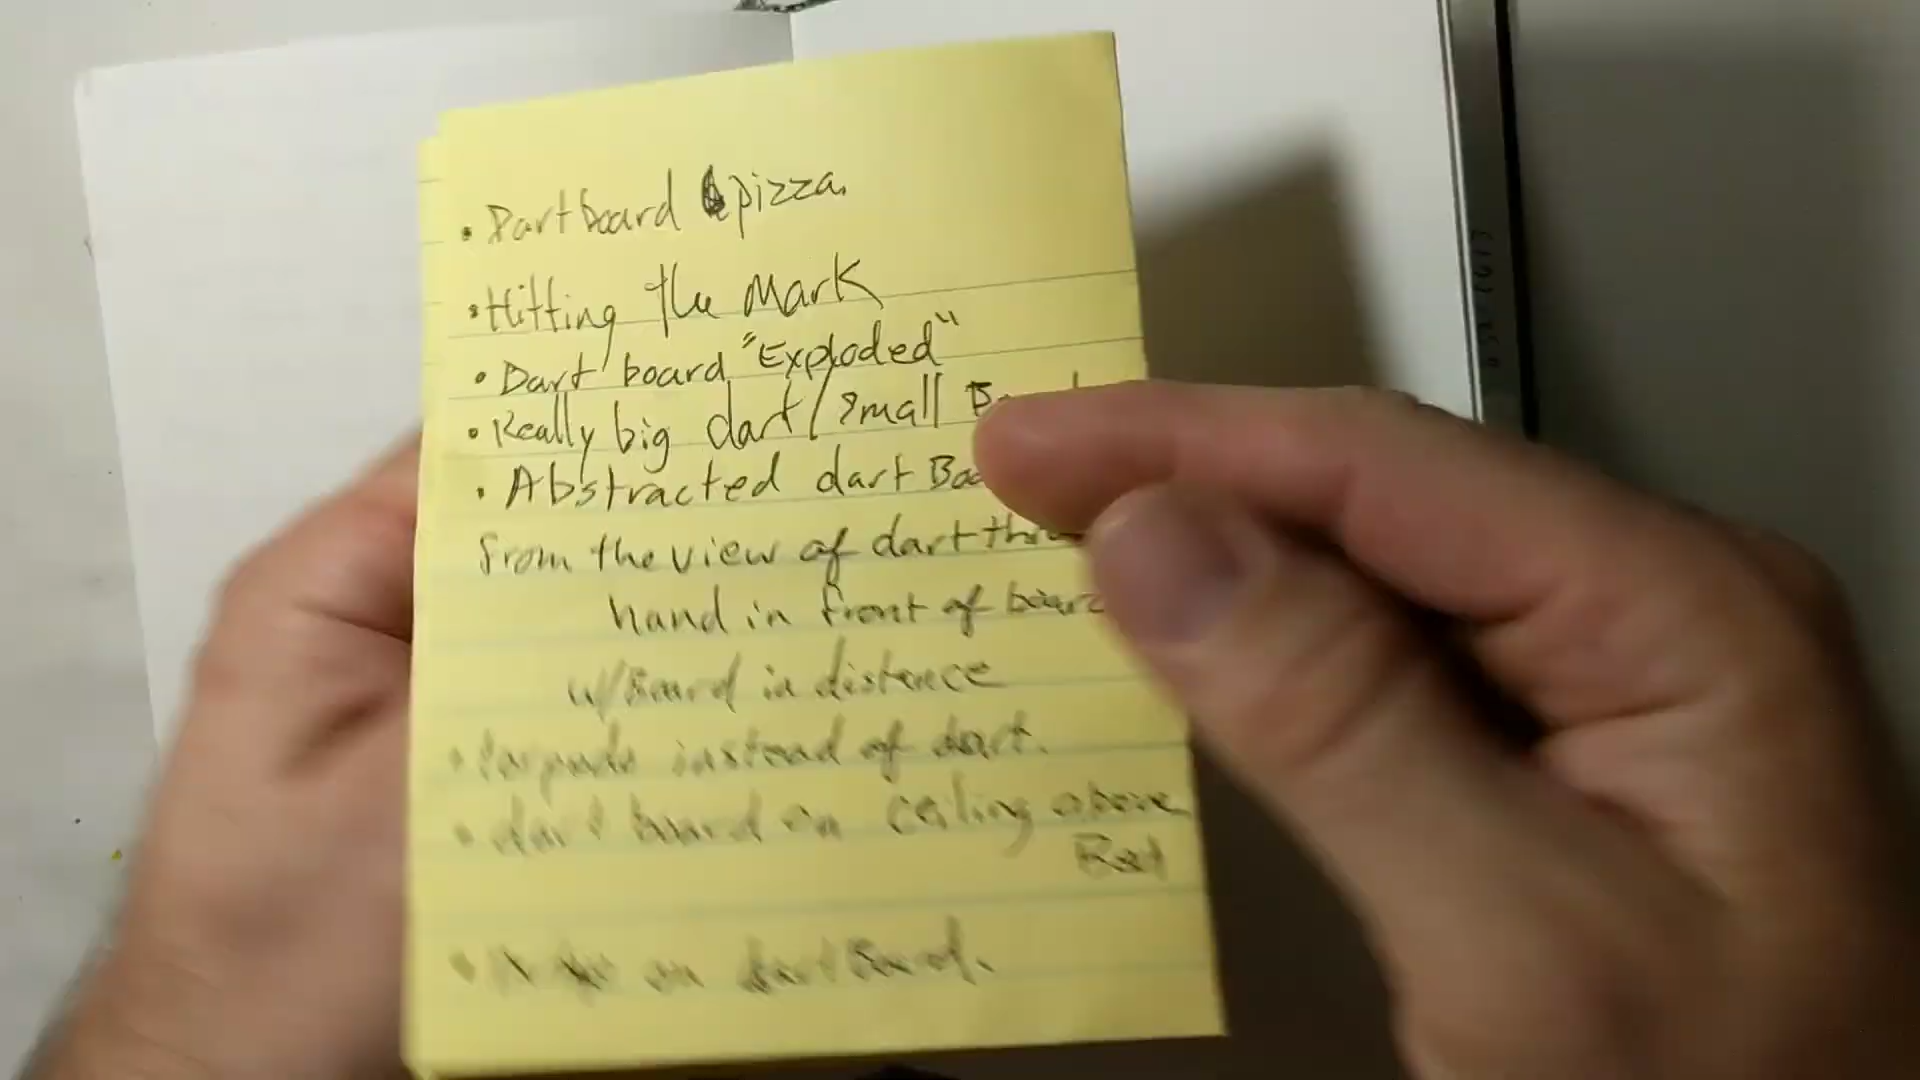 • Dartboard pizza.
• Hitting the Mark
• Dart board "Exploded"
• Really big dart/small
• Abstracted dart
from the view of dart
hand in front of board
w/Board in distance
• torpedo instead of dart.
• dart board on ceiling above
Bed
• on dart Board.